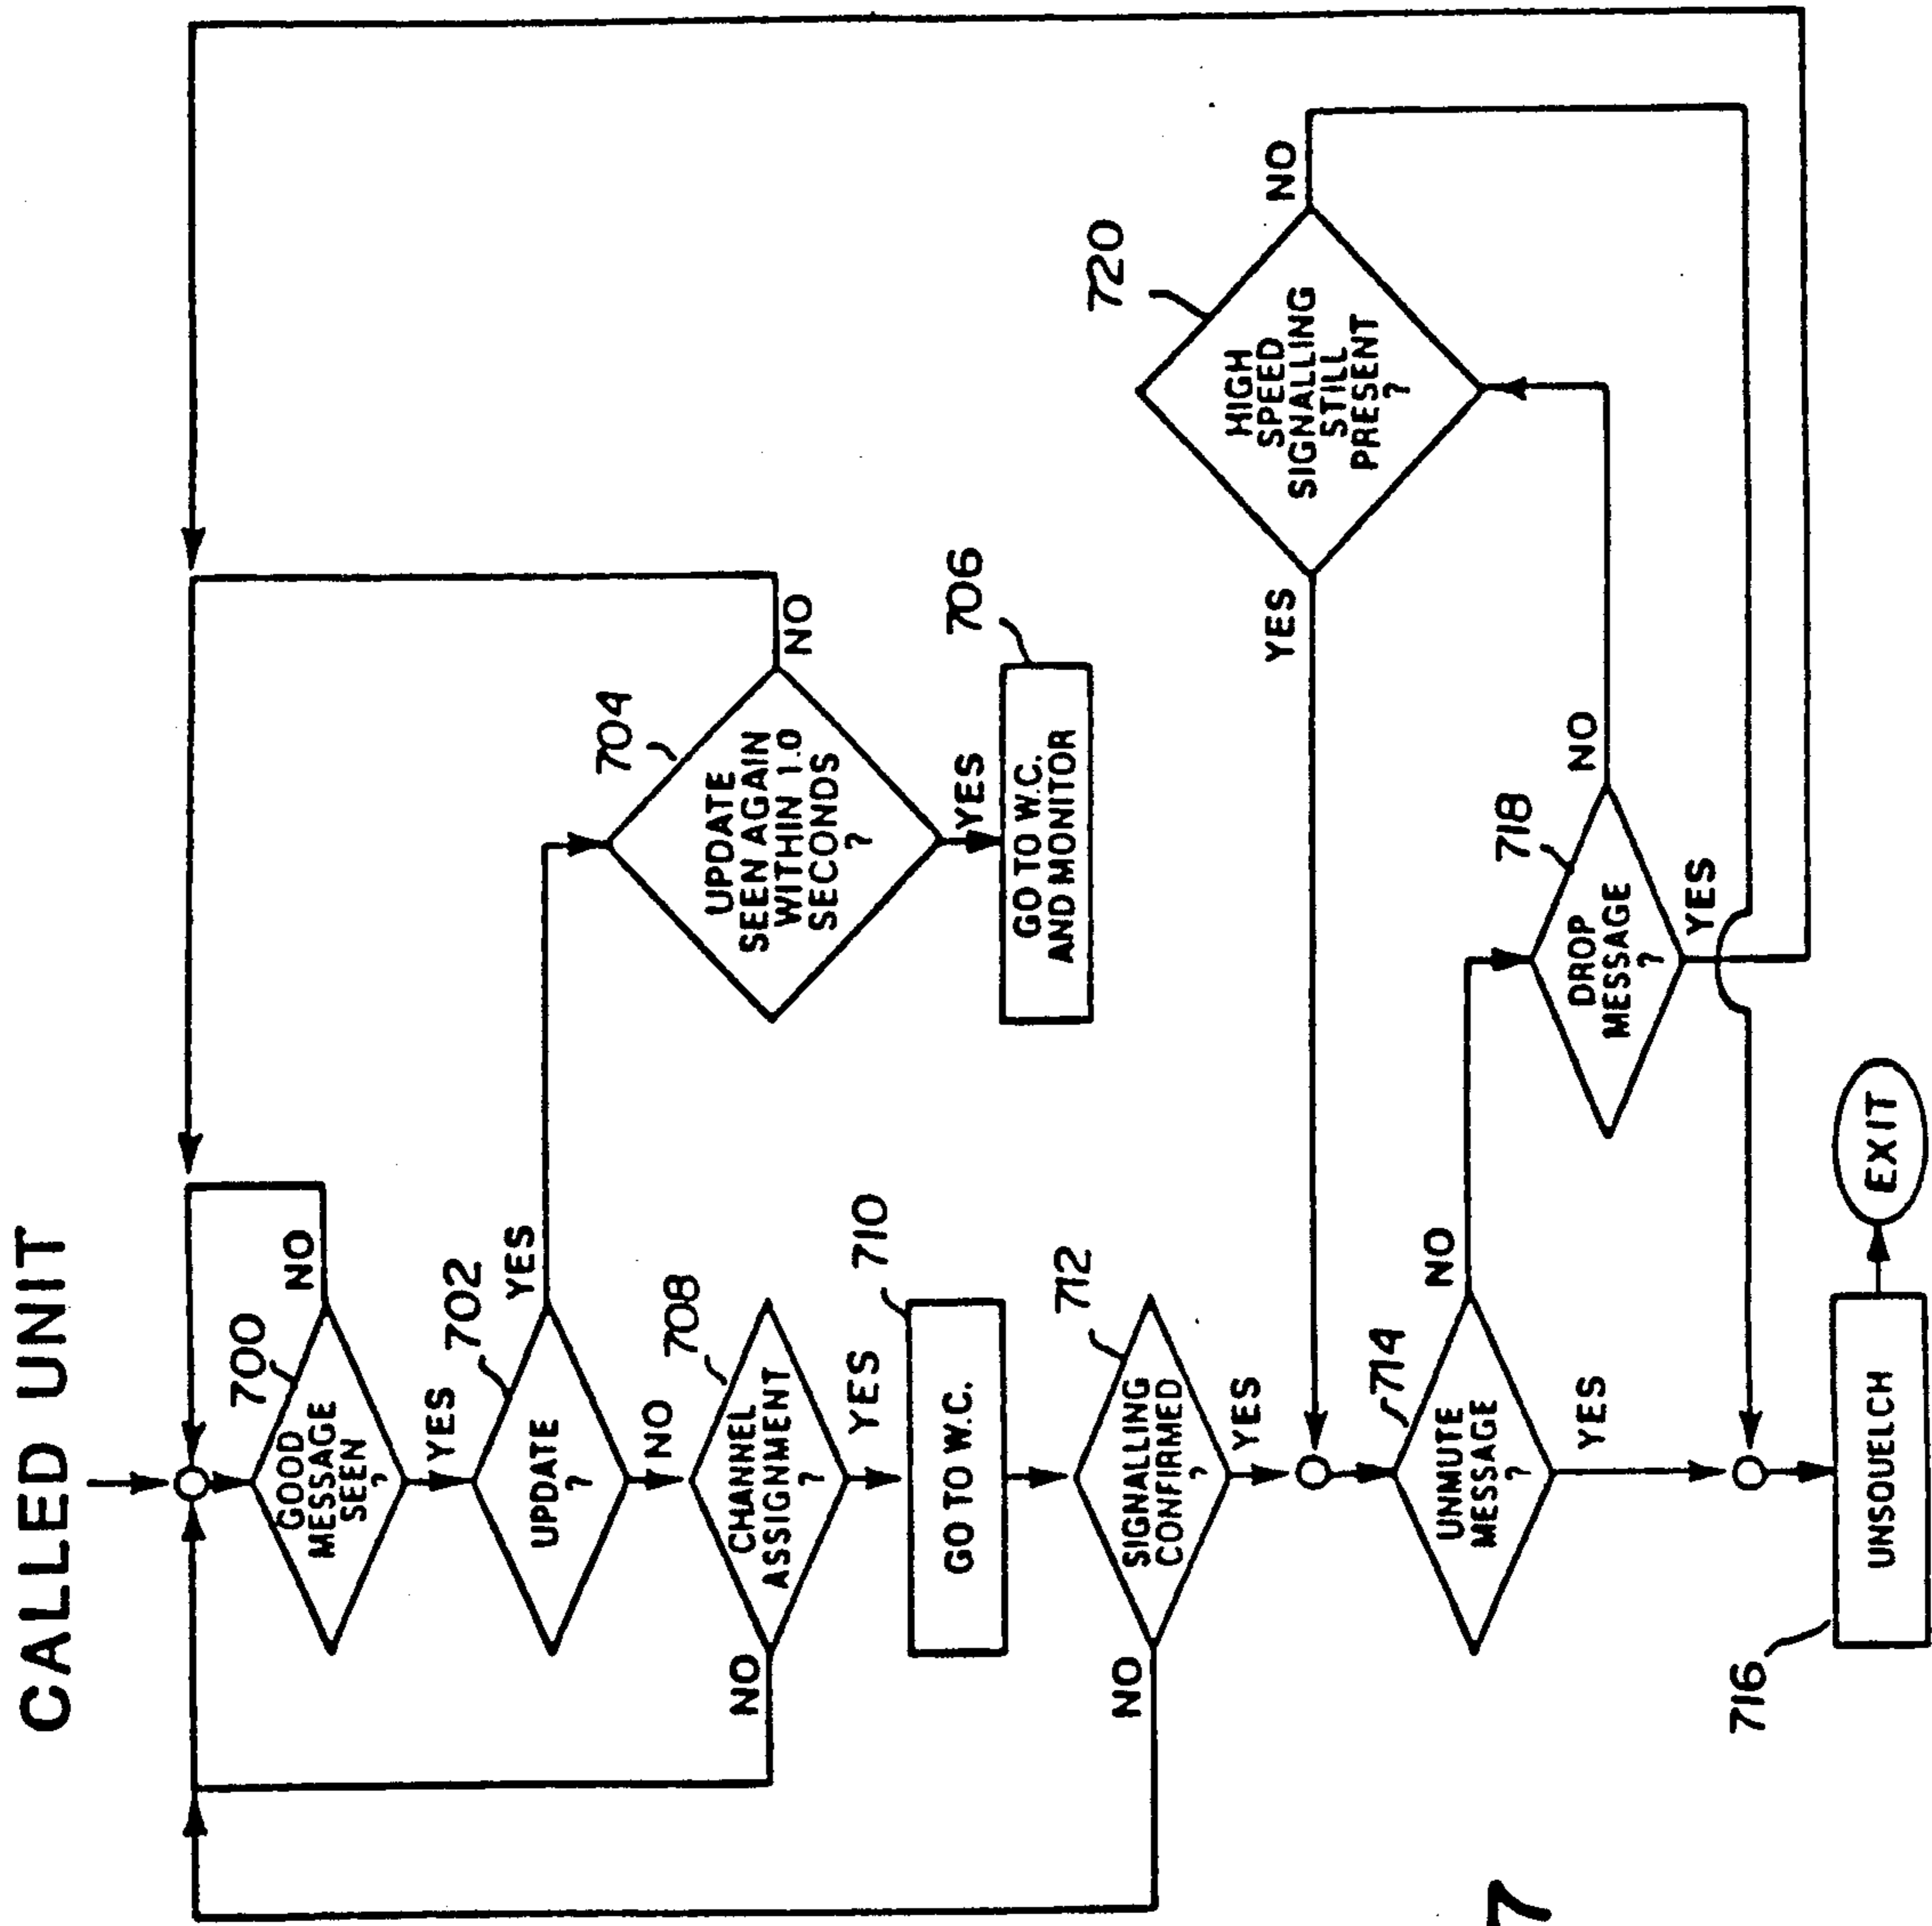 CALLED UNIT
700
GOOD
MESSAGE
SEEN
?
NO
YES
702
UPDATE
?
YES
NO
704
UPDATE
SEEN AGAIN
WITHIN 1.0
SECONDS
?
NO
YES
706
GO TO W.C.
AND MONITOR
708
CHANNEL
ASSIGNMENT
?
NO
YES
710
GO TO W.C.
712
SIGNALLING
CONFIRMED
?
NO
YES
714
UNMUTE
MESSAGE
?
NO
YES
718
DROP
MESSAGE
?
NO
YES
720
HIGH
SPEED
SIGNALLING
STILL
PRESENT
?
NO
YES
716
UNSQUELCH
EXIT
7